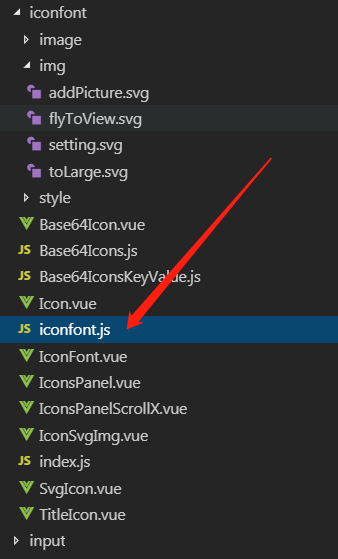 iconfont
image
img
addPicture.svg
flyToView.svg
setting.svg
toLarge.svg
style
Base64Icon.vue
JS Base64Icons.js
JS Base64IconsKeyValue.js
Icon.vue
JS iconfont.js
IconFont.vue
IconsPanel.vue
IconsPanelScrollX.vue
IconSvgImg.vue
JS index.js
SvgIcon.vue
TitleIcon.vue
input